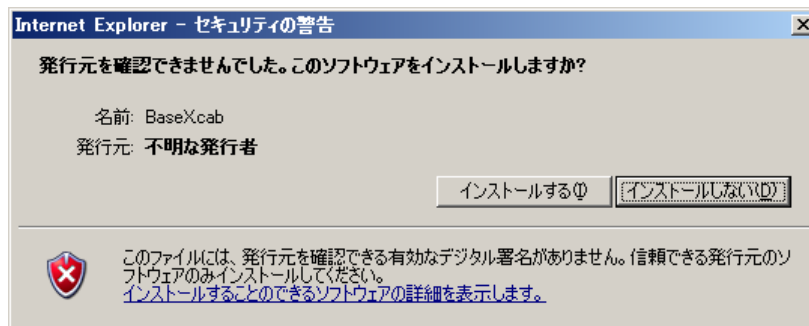 Internet Explorer - セキュリティの警告
発行元を確認できませんでした。このソフトウェアをインストールしますか?
名前: BaseX.cab
発行元: 不明な発行者
インストールする(I)
インストールしない(D)
このファイルには、発行元を確認できる有効なデジタル署名がありません。信頼できる発行元のソ
フトウェアのみインストールしてください。
インストールすることのできるソフトウェアの詳細を表示します。